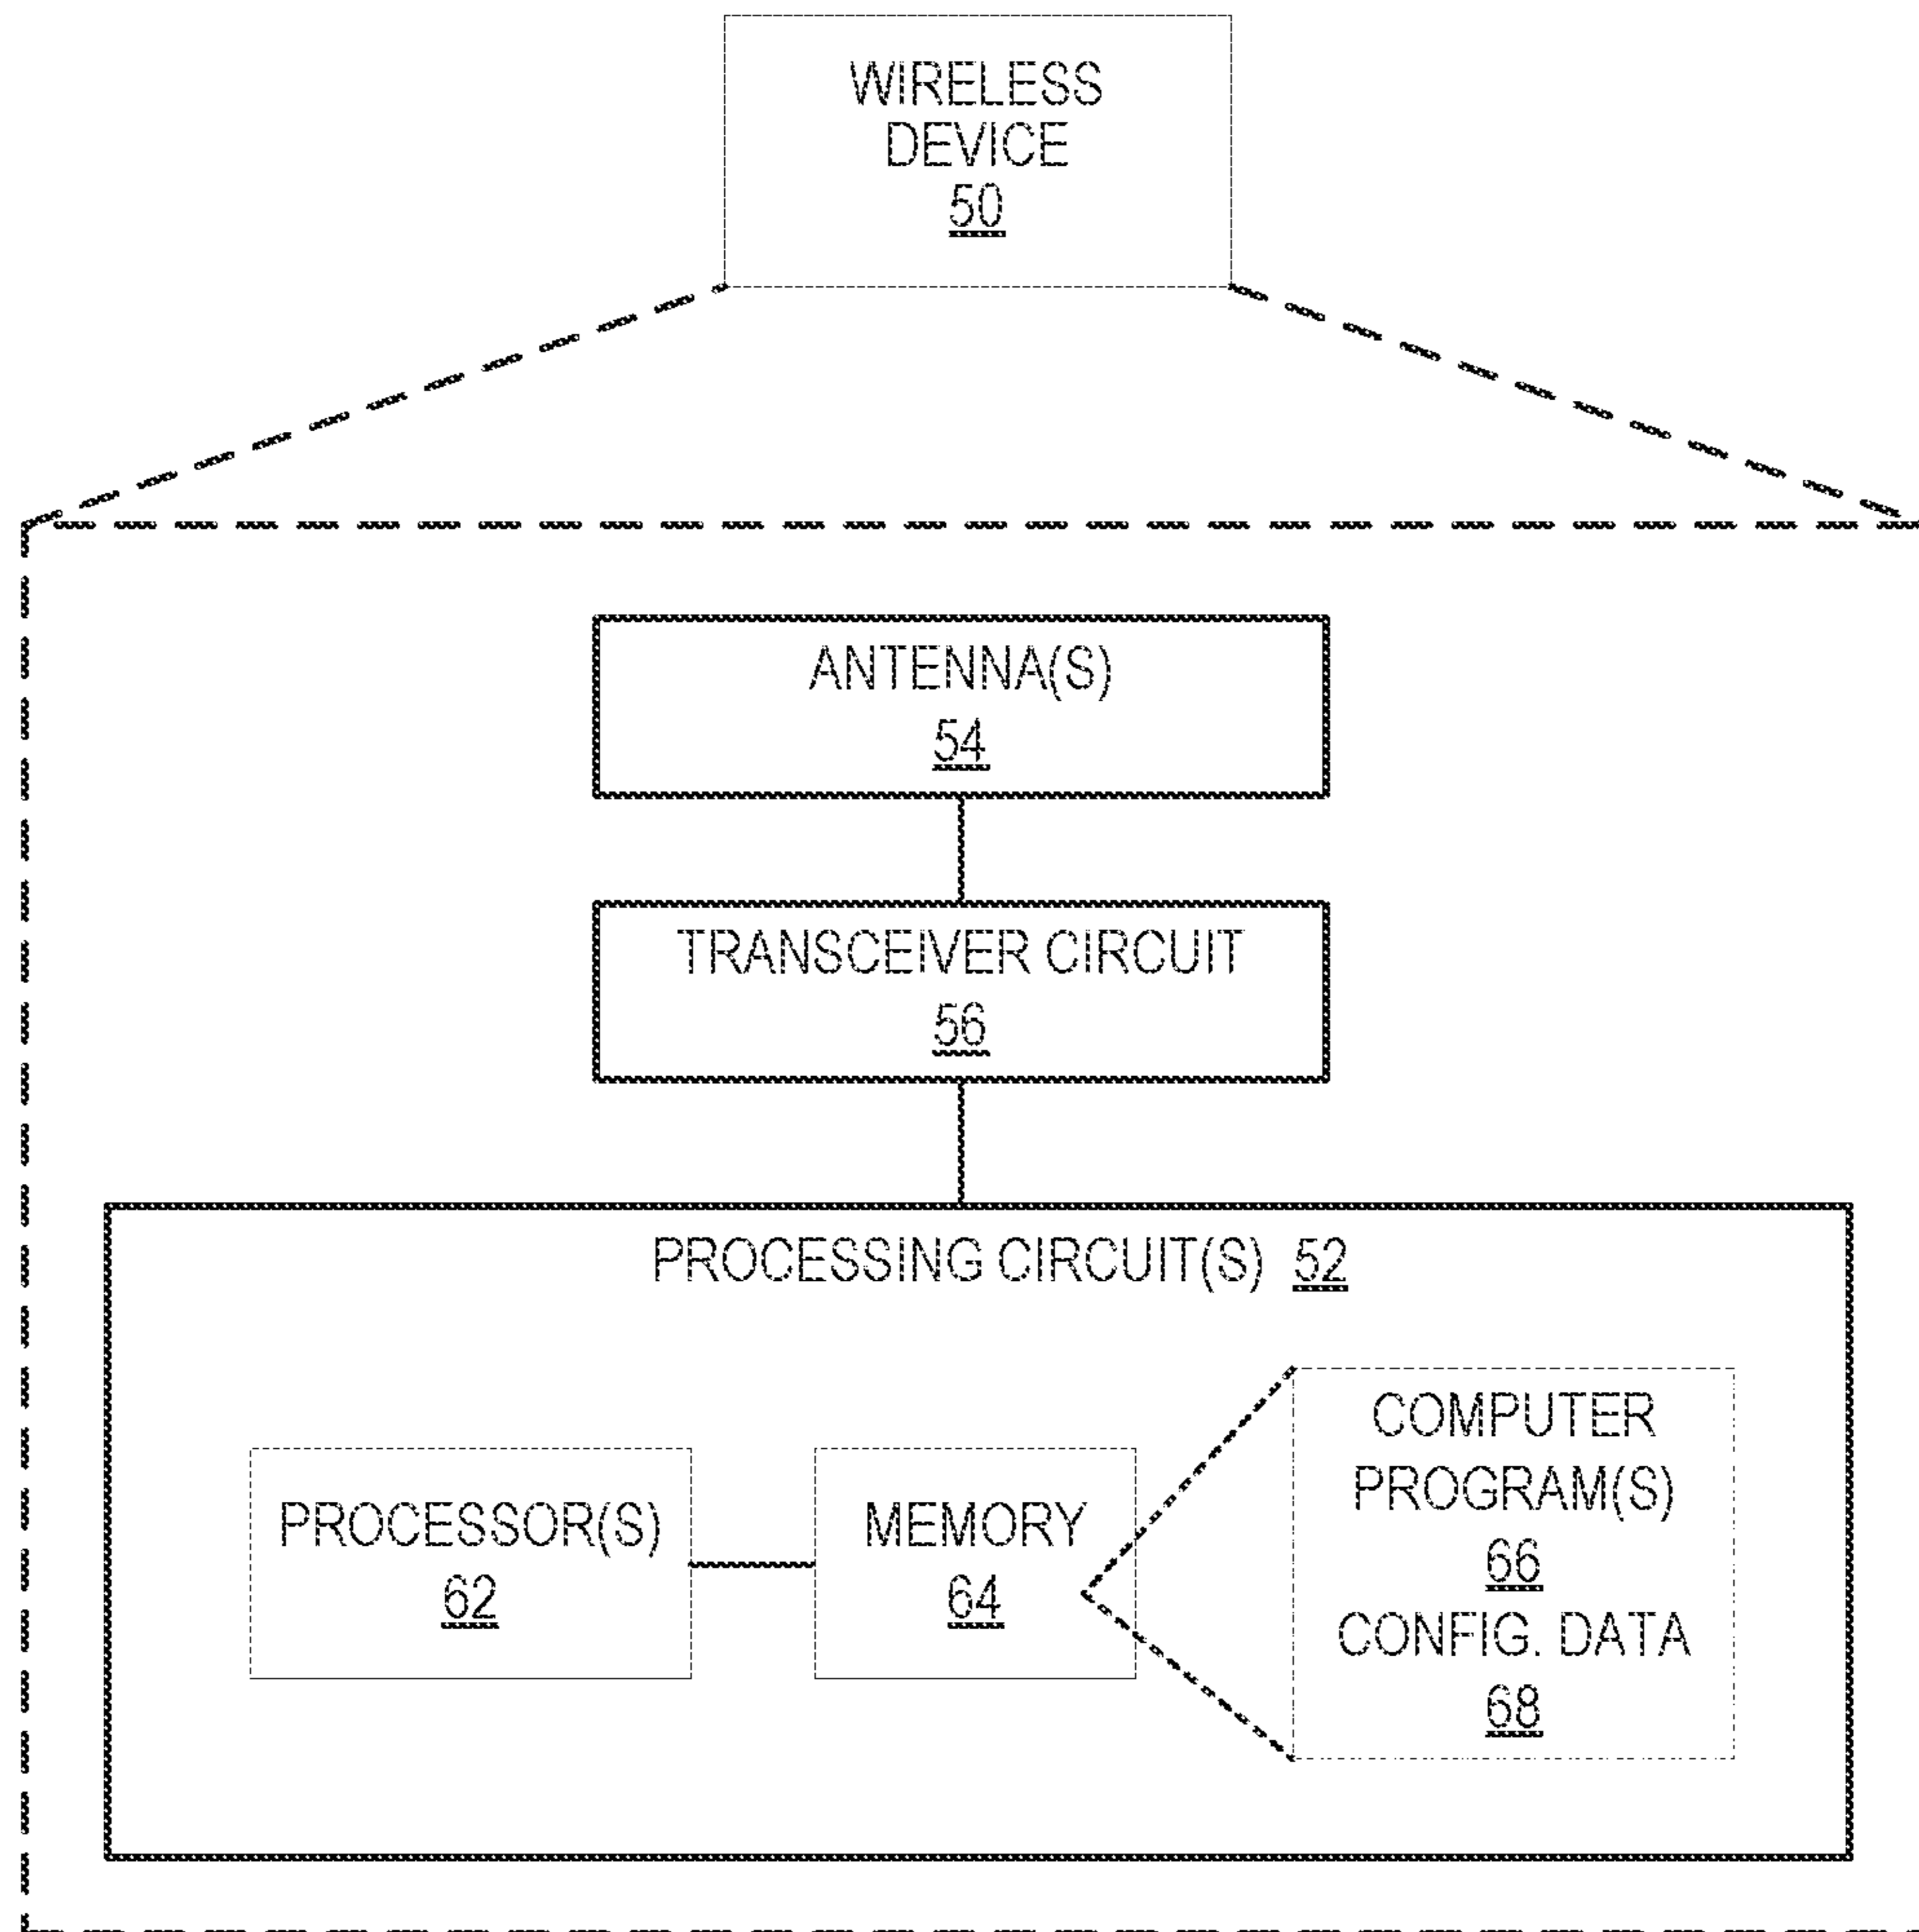 WIRELESS
DEVICE
50
ANTENNA(S)
54
TRANSCEIVER CIRCUIT
56
PROCESSING CIRCUIT(S) 52
PROCESSOR(S)
62
MEMORY
64
COMPUTER
PROGRAM(S)
66
CONFIG. DATA
68